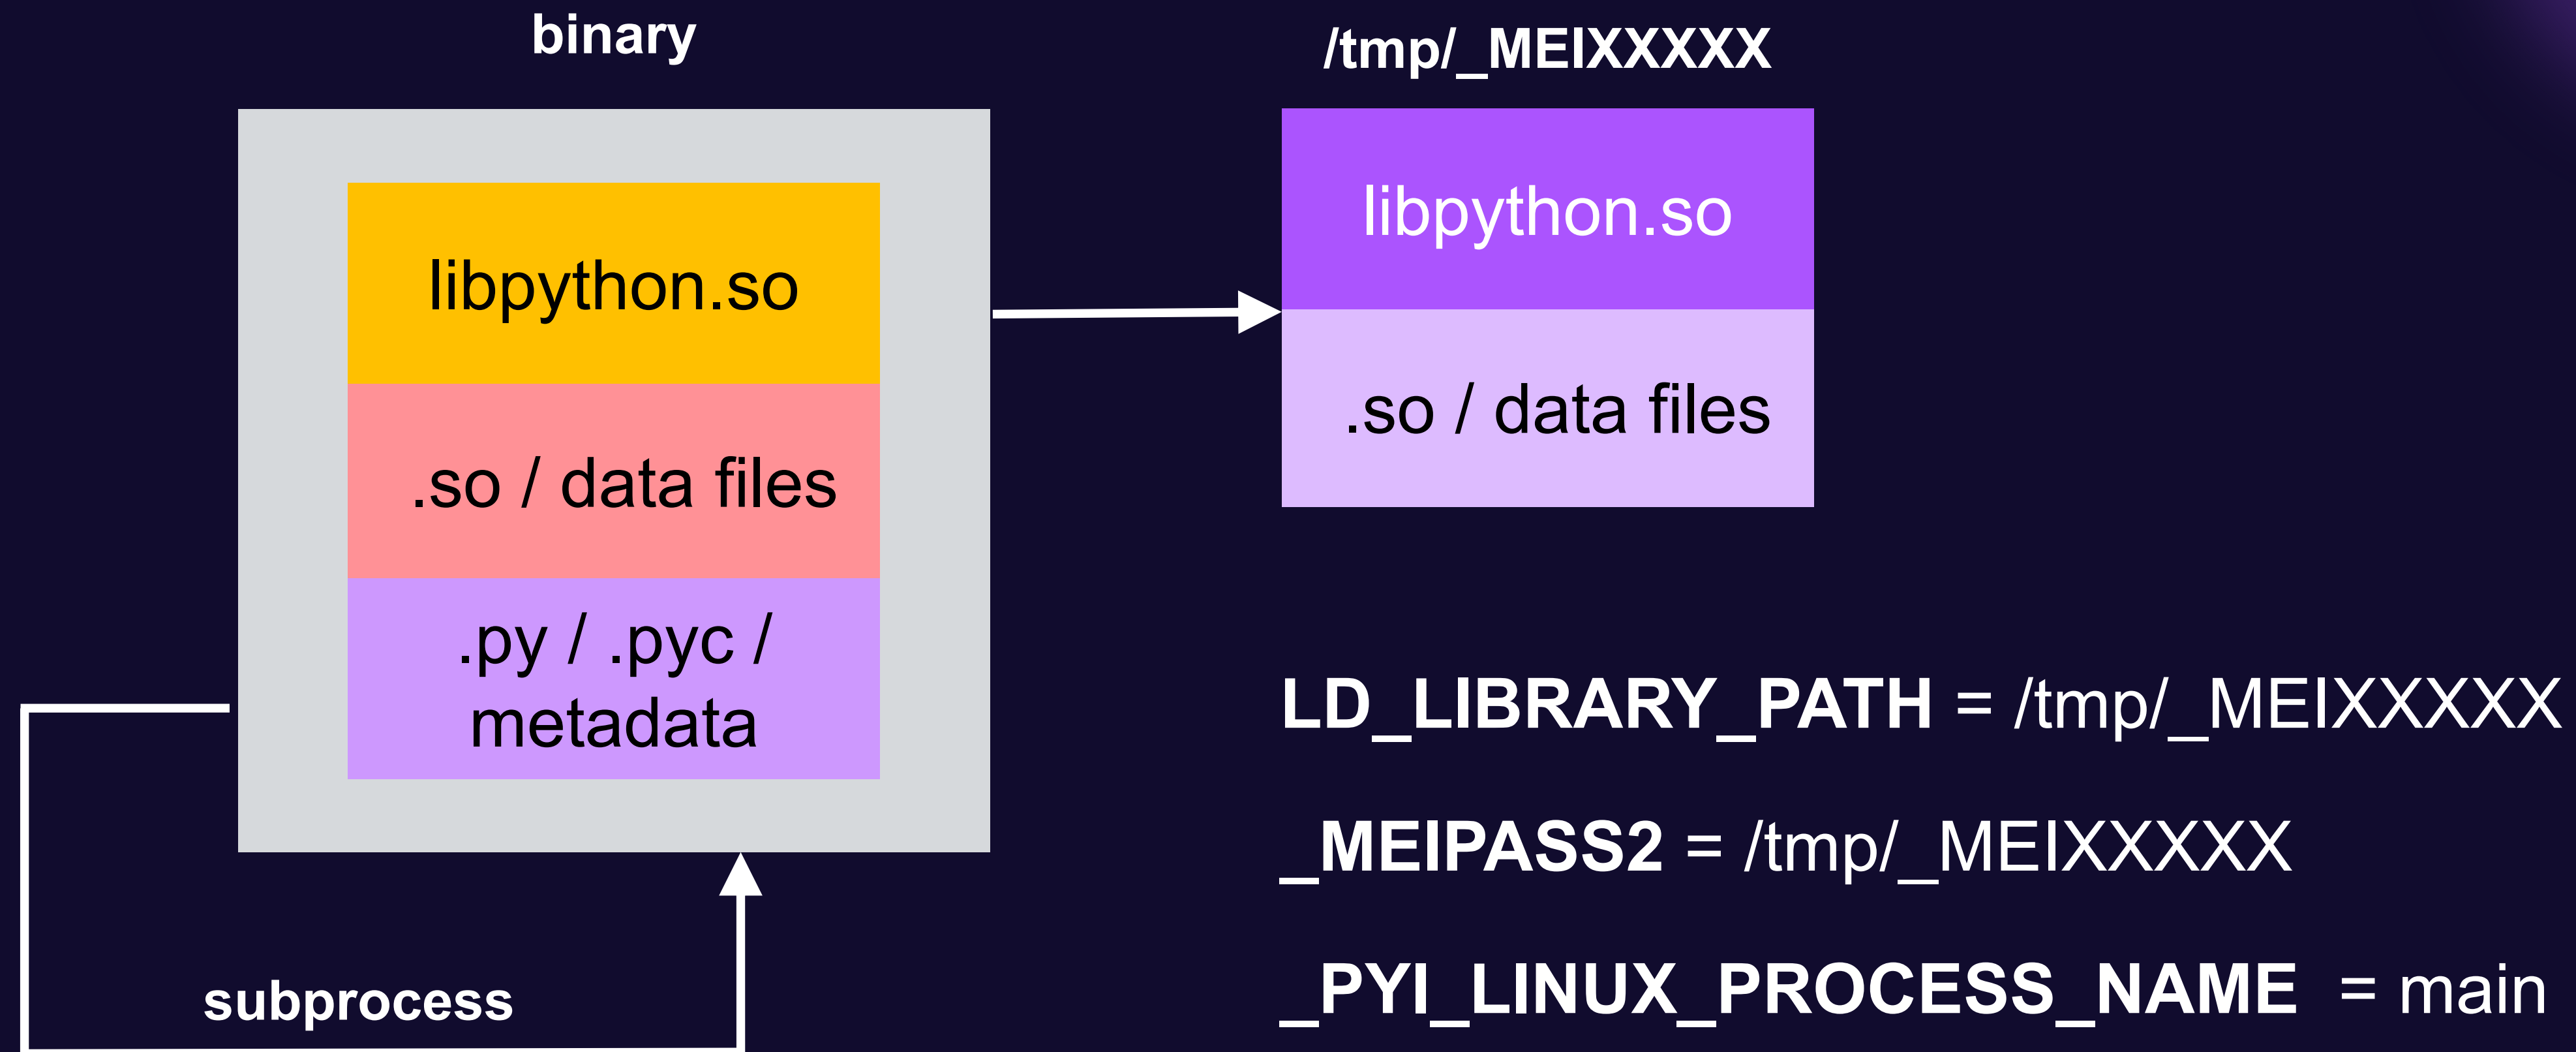 binary
libpython.so
.so / data files
.py / .pyc /
metadata
subprocess
/tmp/_MEIXXXXX
libpython.so
.so / data files
LD_LIBRARY_PATH = /tmp/_MEIXXXXX
_MEIPASS2 = /tmp/_MEIXXXXX
_PYI_LINUX_PROCESS_NAME = main